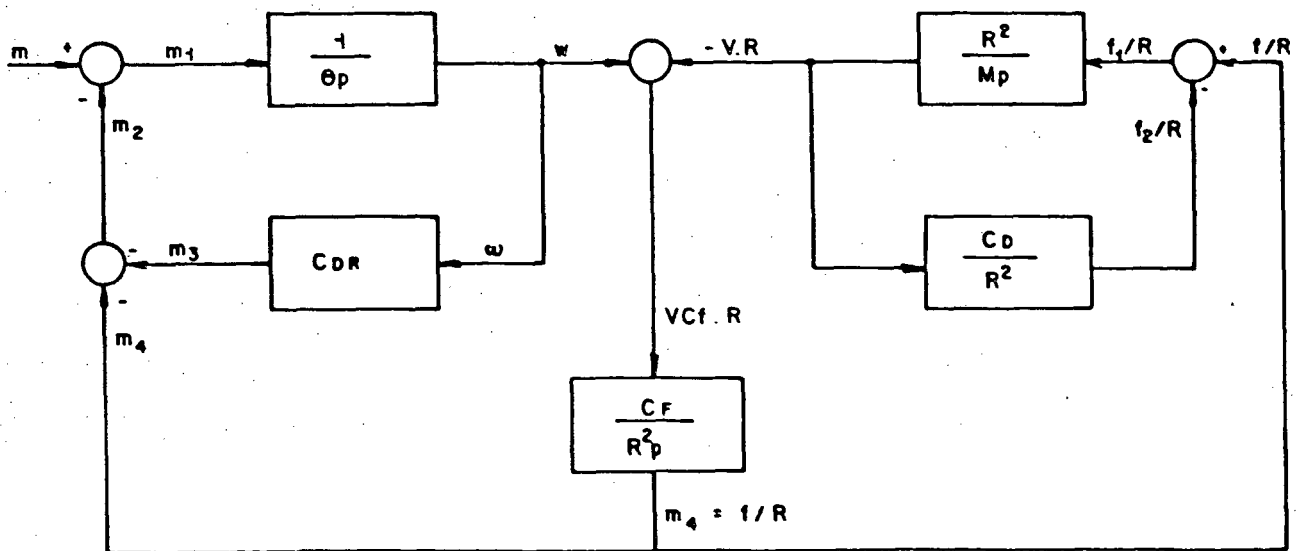 m + m1 1/θp w - V.R R²/Mp f1/R + f/R
- -
m2 f2/R
- m3 CDR ω CD/R²
-
m4 VCf.R
CF/R²p
m4 = f/R